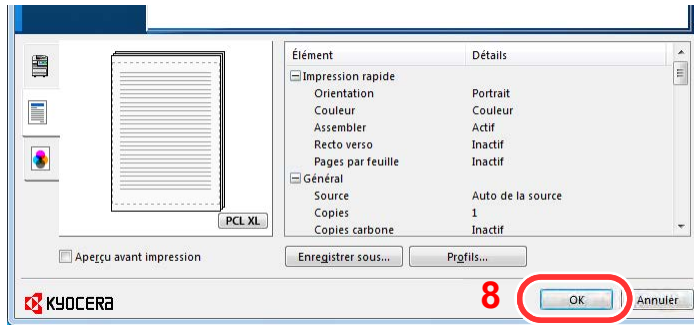 Élément Détails
Impression rapide
Orientation Portrait
Couleur Couleur
Assembler Actif
Recto verso Inactif
Pages par feuille Inactif
Général
Source Auto de la source
Copies 1
Copies carbone Inactif
PCL XL
Aperçu avant impression Enregistrer sous... Profils...
KYOCERA 8 OK Annuler